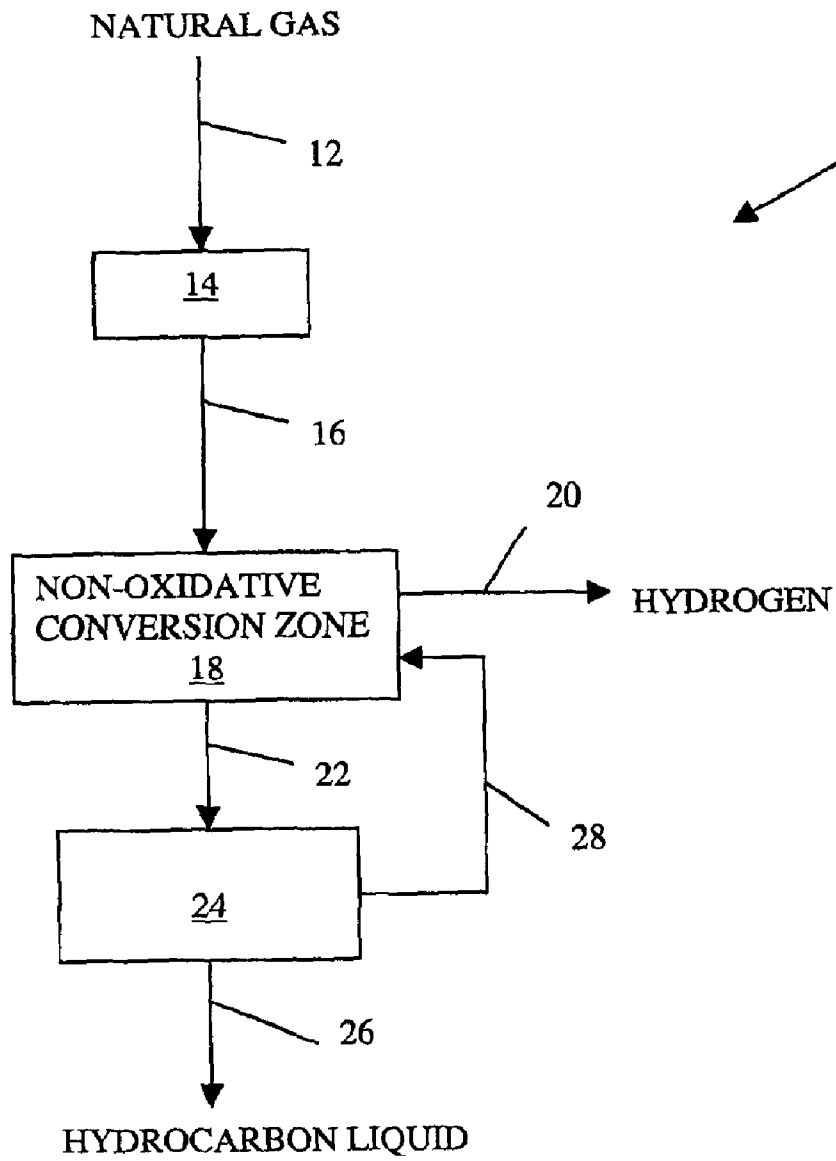 NATURAL GAS
12
14
16
20
NON-OXIDATIVE
CONVERSION ZONE
18
HYDROGEN
22
28
24
26
HYDROCARBON LIQUID